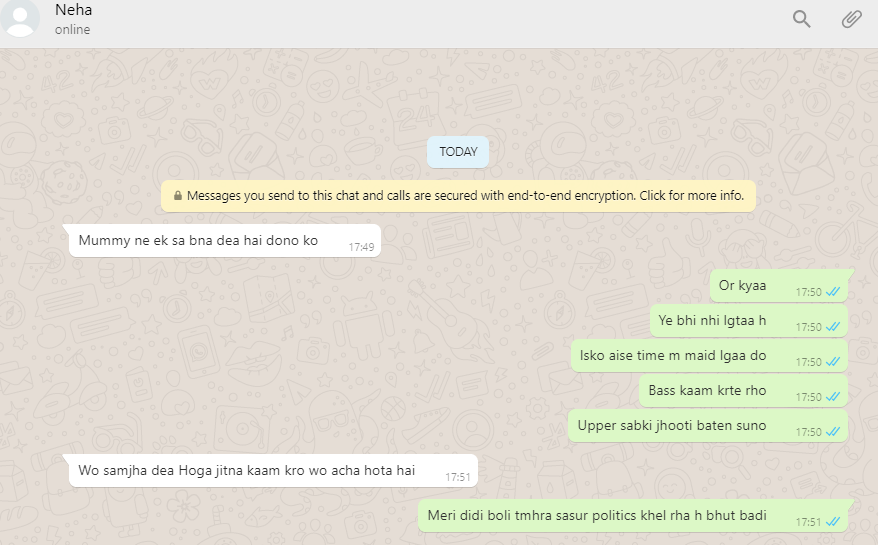 Neha
online
TODAY
Messages you send to this chat and calls are secured with end-to-end encryption. Click for more info.
Mummy ne ek sa bna dea hai dono ko 17:49
Or kyaa 17:50
Ye bhi nhi lgtaa h 17:50
Isko aise time m maid lgaa do 17:50
Bass kaam krte rho 17:50
Upper sabki jhooti baten suno 17:50
Wo samjha dea Hoga jitna kaam kro wo acha hota hai 17:51
Meri didi boli tmhra sasur politics khel rha h bhut badi 17:51